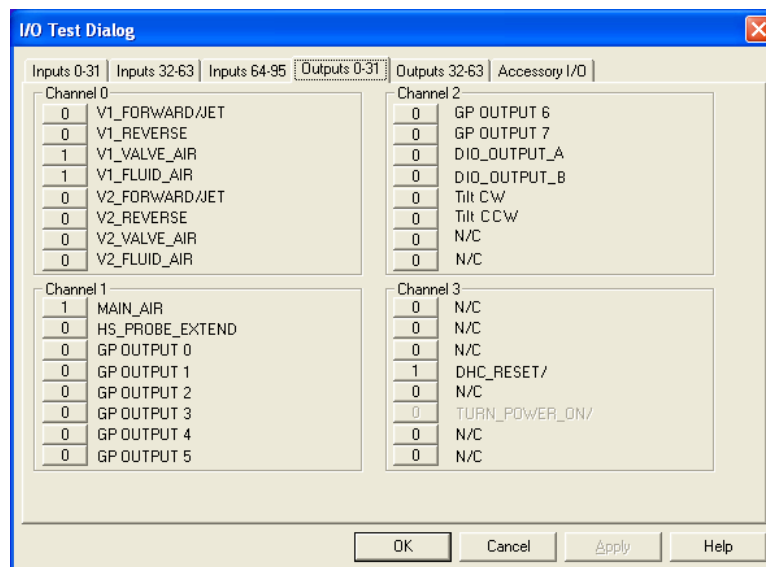 I/O Test Dialog
Inputs 0-31 Inputs 32-63 Inputs 64-95 Outputs 0-31 Outputs 32-63 Accessory I/O
Channel 0
0 V1_FORWARD/JET
0 V1_REVERSE
1 V1_VALVE_AIR
1 V1_FLUID_AIR
0 V2_FORWARD/JET
0 V2_REVERSE
0 V2_VALVE_AIR
0 V2_FLUID_AIR
Channel 1
1 MAIN_AIR
0 HS_PROBE_EXTEND
0 GP OUTPUT 0
0 GP OUTPUT 1
0 GP OUTPUT 2
0 GP OUTPUT 3
0 GP OUTPUT 4
0 GP OUTPUT 5
Channel 2
0 GP OUTPUT 6
0 GP OUTPUT 7
0 DIO_OUTPUT_A
0 DIO_OUTPUT_B
0 Tilt CW
0 Tilt CCW
0 N/C
0 N/C
Channel 3
0 N/C
0 N/C
0 N/C
1 DHC_RESET/
0 N/C
0 TURN_POWER_ON/
0 N/C
0 N/C
OK Cancel Apply Help